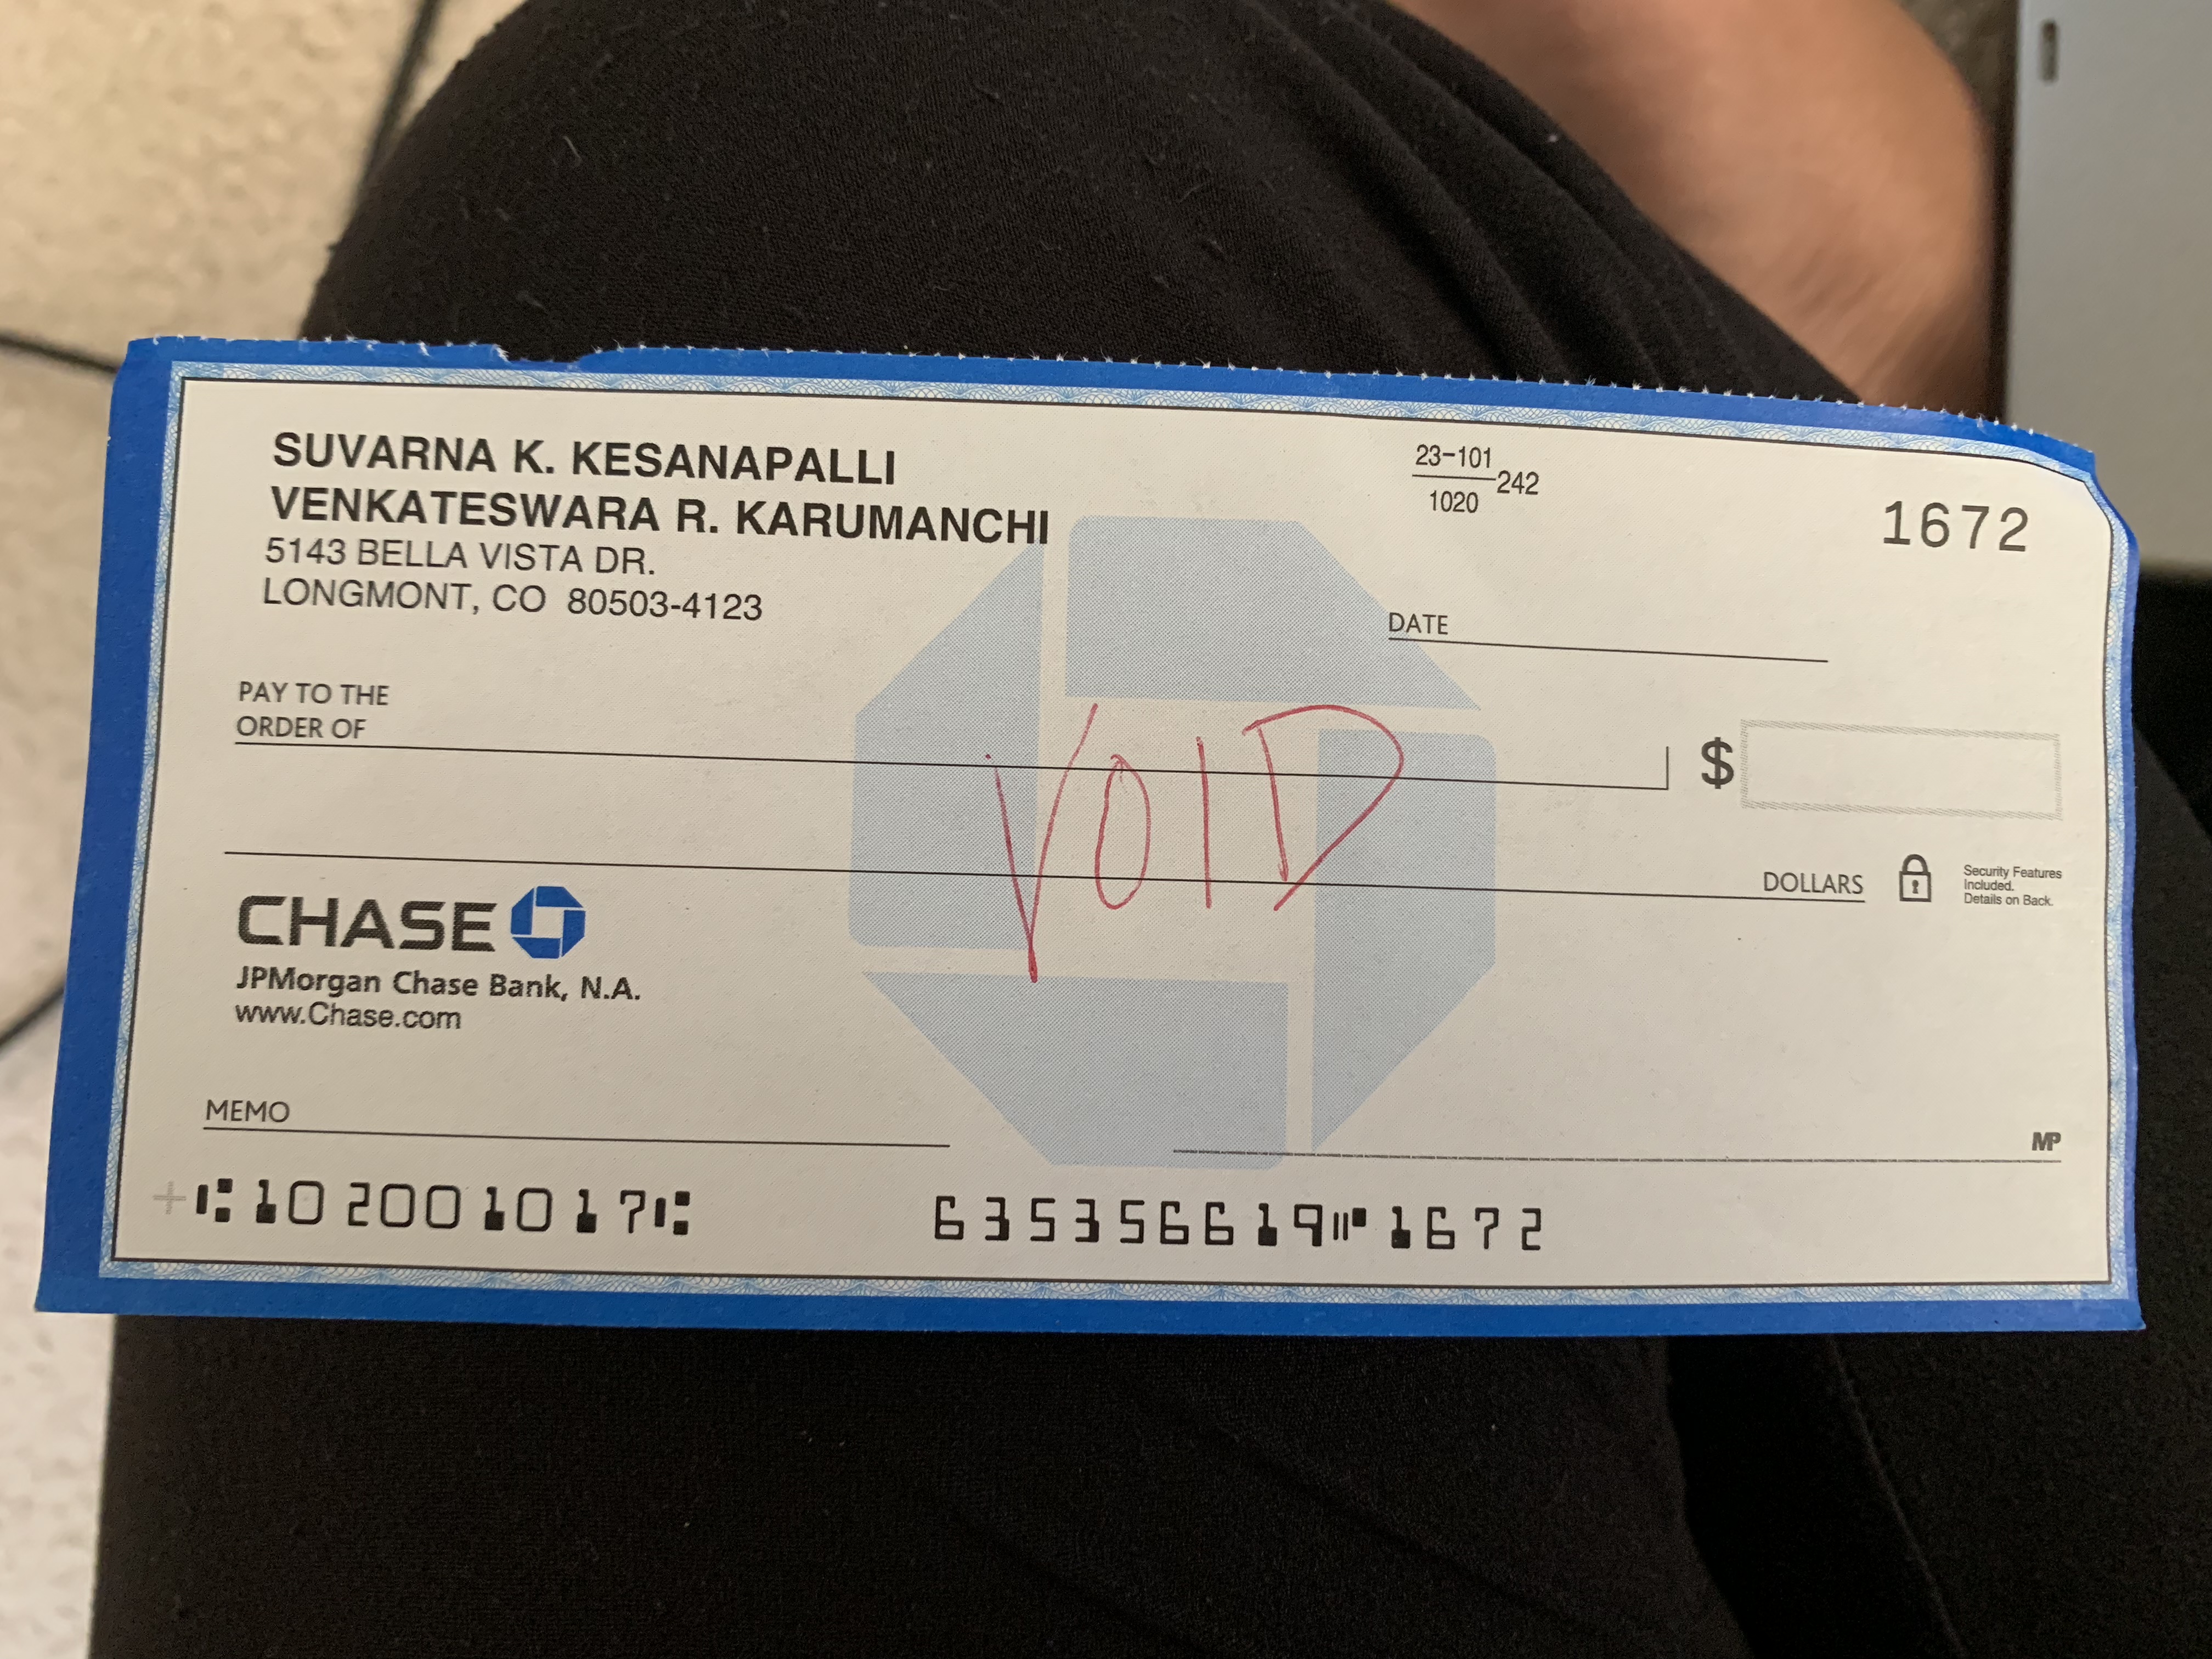 SUVARNA K. KESANAPALLI
VENKATESWARA R. KARUMANCHI
5143 BELLA VISTA DR.
LONGMONT, CO 80503-4123
23-101
1020
242
1672
DATE
PAY TO THE
ORDER OF
$
VOID
DOLLARS
Security Features
Included.
Details on Back.
CHASE
JPMorgan Chase Bank, N.A.
www.Chase.com
MEMO
MP
⑆102001017⑆ 635356619⑈1672